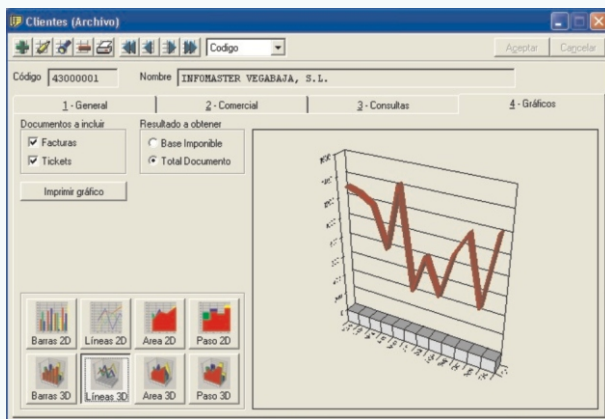 Clientes (Archivo)
Codigo
Aceptar Cancelar
Código 43000001 Nombre INFOMASTER VEGABAJA, S.L.
1 - General 2 - Comercial 3 - Consultas 4 - Gráficos
Documentos a incluir Resultado a obtener
Facturas Base Imponible
Tickets Total Documento
Imprimir gráfico
Barras 2D Líneas 2D Area 2D Paso 2D
Barras 3D Líneas 3D Area 3D Paso 3D